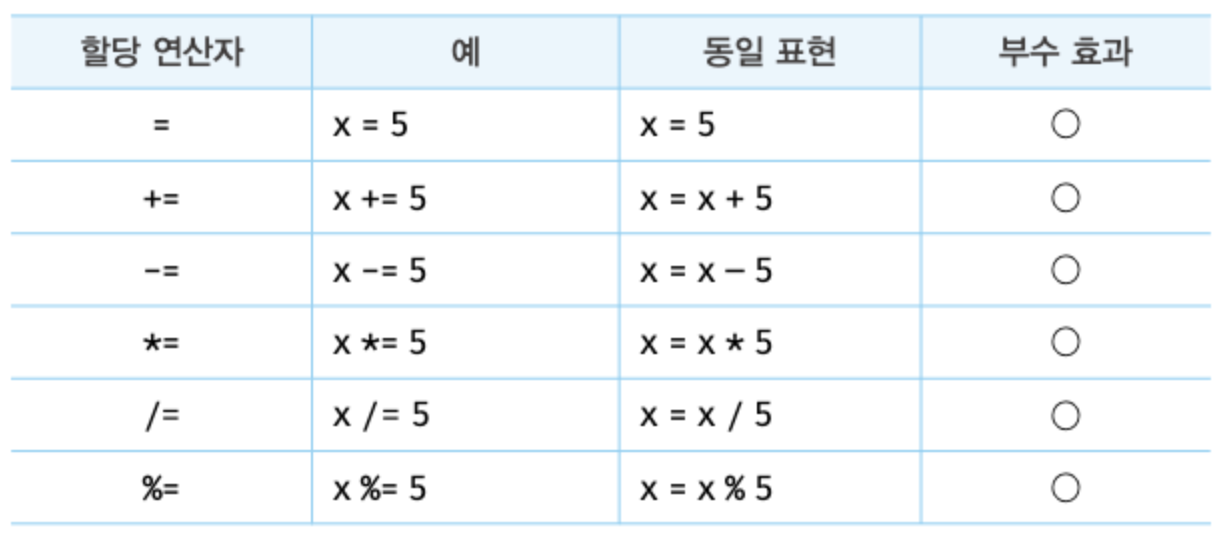 할당 연산자 예 동일 표현 부수 효과
= x = 5 x = 5 ○
+= x += 5 x = x + 5 ○
-= x -= 5 x = x – 5 ○
*= x *= 5 x = x * 5 ○
/= x /= 5 x = x / 5 ○
%= x %= 5 x = x % 5 ○